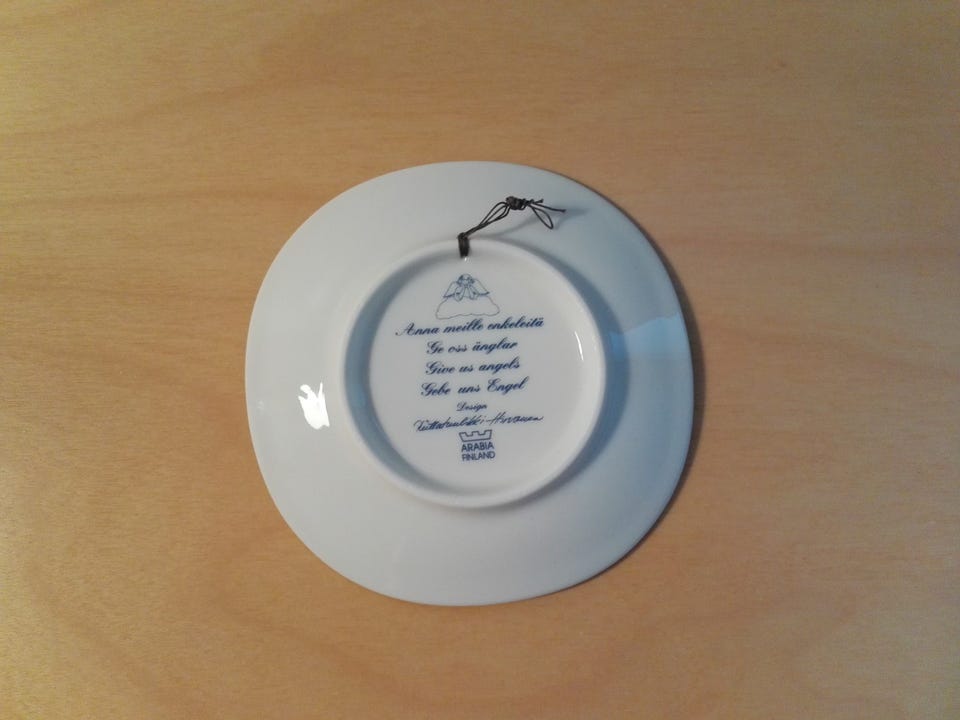 Anna meille enkeleitä
Ge oss änglar
Give us angels
Gebe uns Engel
Design
ARABIA
FINLAND